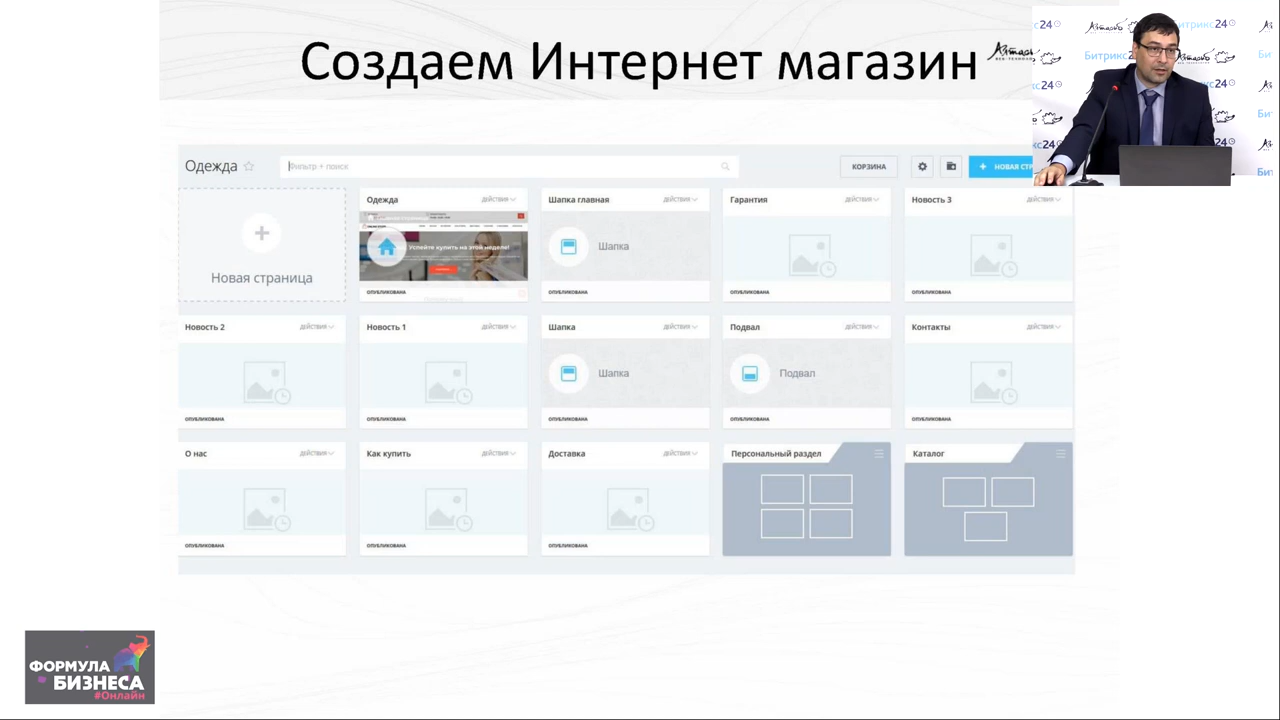 Создаем Интернет магазин
Одежда
Фильтр + поиск
КОРЗИНА
НОВАЯ СТР
Новая страница
Одежда
ДЕЙСТВИЯ
Успейте купить на этой неделе!
ОПУБЛИКОВАНА
Шапка главная
ДЕЙСТВИЯ
Шапка
ОПУБЛИКОВАНА
Гарантия
ДЕЙСТВИЯ
ОПУБЛИКОВАНА
Новость 3
ДЕЙСТВИЯ
ОПУБЛИКОВАНА
Новость 2
ДЕЙСТВИЯ
ОПУБЛИКОВАНА
Новость 1
ДЕЙСТВИЯ
ОПУБЛИКОВАНА
Шапка
ДЕЙСТВИЯ
Шапка
ОПУБЛИКОВАНА
Подвал
ДЕЙСТВИЯ
Подвал
ОПУБЛИКОВАНА
Контакты
ДЕЙСТВИЯ
ОПУБЛИКОВАНА
О нас
ДЕЙСТВИЯ
ОПУБЛИКОВАНА
Как купить
ДЕЙСТВИЯ
ОПУБЛИКОВАНА
Доставка
ДЕЙСТВИЯ
ОПУБЛИКОВАНА
Персональный раздел
Каталог
ФОРМУЛА
БИЗНЕСА
#Онлайн